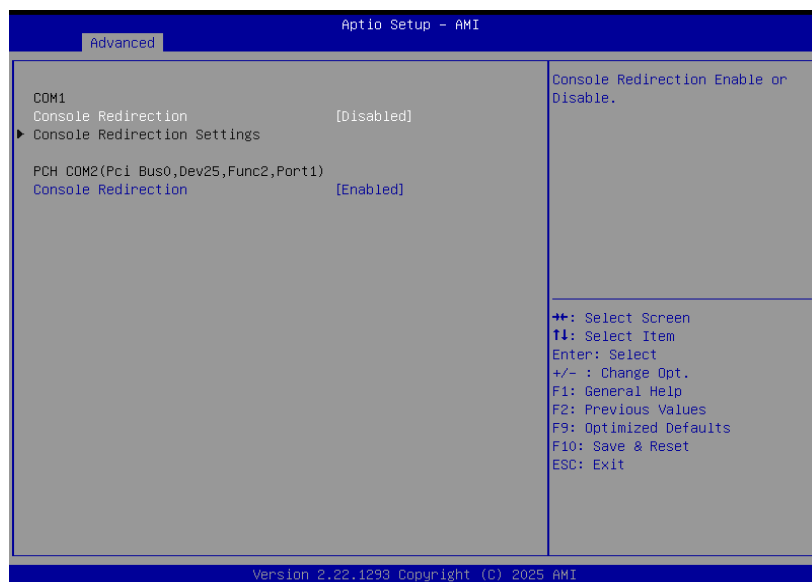 Aptio Setup – AMI
Advanced
COM1
Console Redirection [Disabled]
▶ Console Redirection Settings
PCH COM2(Pci Bus0,Dev25,Func2,Port1)
Console Redirection [Enabled]
Console Redirection Enable or
Disable.
→←: Select Screen
↑↓: Select Item
Enter: Select
+/- : Change Opt.
F1: General Help
F2: Previous Values
F9: Optimized Defaults
F10: Save & Reset
ESC: Exit
Version 2.22.1293 Copyright (C) 2025 AMI